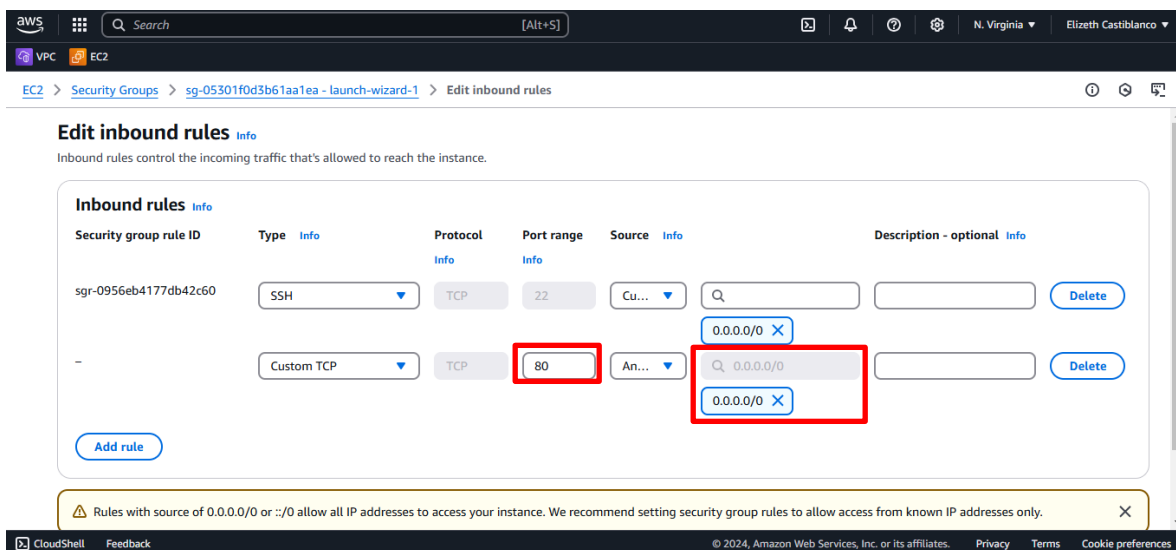 aws
Search [Alt+S] N. Virginia ▼ Elizeth Castiblanco ▼
VPC EC2
EC2 > Security Groups > sg-05301f0d3b61aa1ea - launch-wizard-1 > Edit inbound rules
Edit inbound rules Info
Inbound rules control the incoming traffic that's allowed to reach the instance.
Inbound rules Info
Security group rule ID Type Info Protocol Port range Source Info Description - optional Info
Info Info
sgr-0956eb4177db42c60 SSH TCP 22 Cu... Delete
0.0.0.0/0 ×
– Custom TCP TCP 80 An... 0.0.0.0/0 Delete
0.0.0.0/0 ×
Add rule
Rules with source of 0.0.0.0/0 or ::/0 allow all IP addresses to access your instance. We recommend setting security group rules to allow access from known IP addresses only. ×
CloudShell Feedback © 2024, Amazon Web Services, Inc. or its affiliates. Privacy Terms Cookie preferences